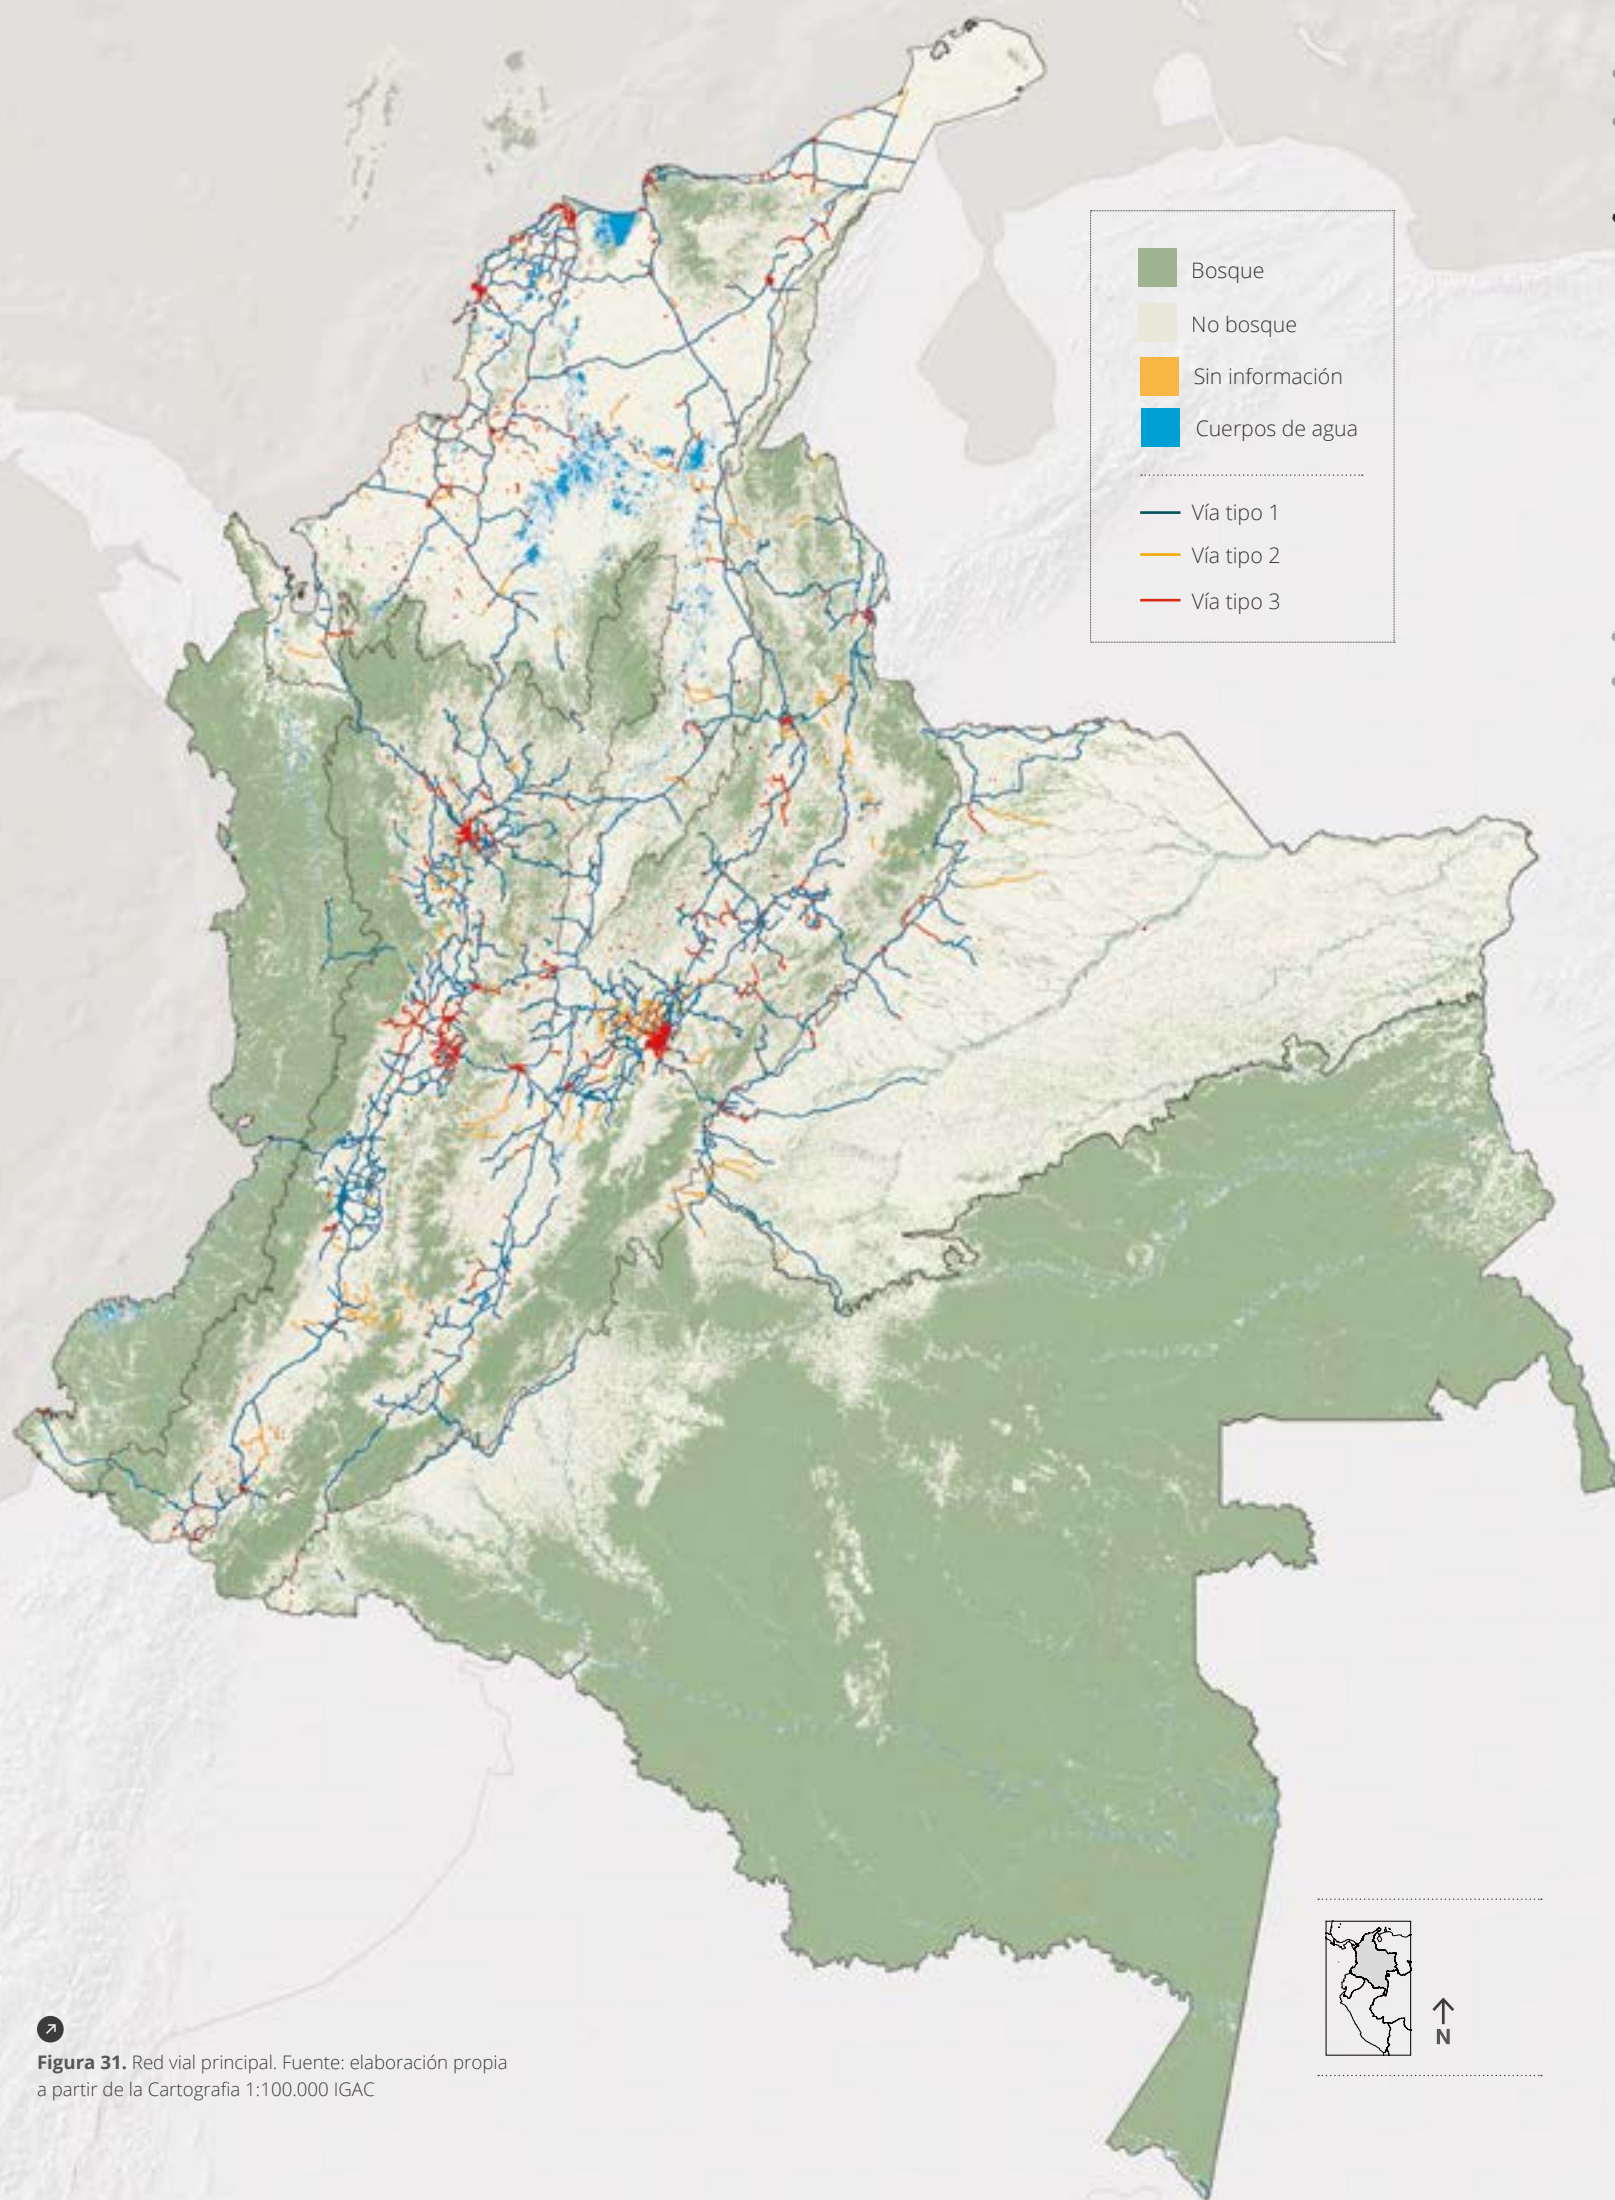 Bosque
No bosque
Sin información
Cuerpos de agua
Vía tipo 1
Vía tipo 2
Vía tipo 3
N
Figura 31. Red vial principal. Fuente: elaboración propia
a partir de la Cartografia 1:100.000 IGAC